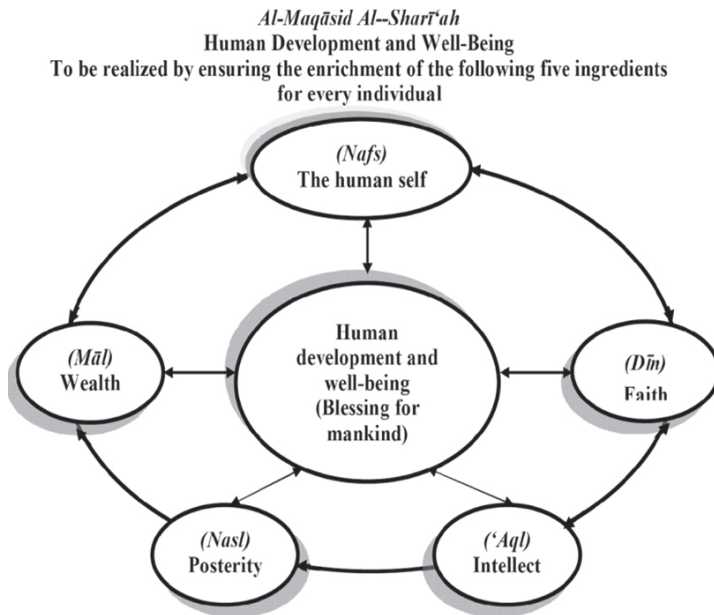 Al-Maqāsid Al--Sharī‘ah
Human Development and Well-Being
To be realized by ensuring the enrichment of the following five ingredients
for every individual
(Nafs)
The human self
(Māl)
Wealth
Human
development and
well-being
(Blessing for
mankind)
(Dīn)
Faith
(Nasl)
Posterity
(‘Aql)
Intellect